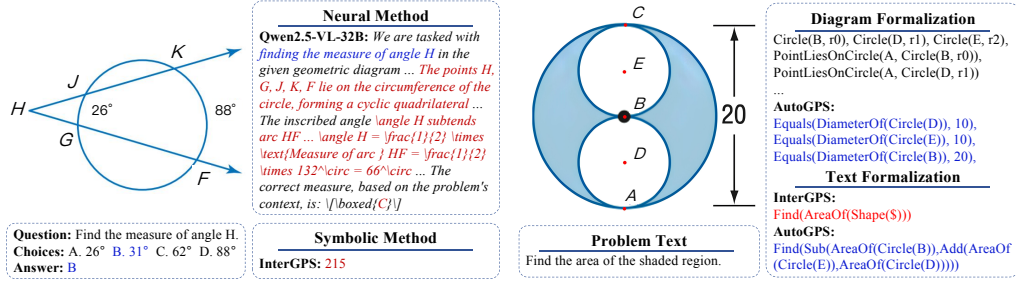 K
J
H
26°
88°
G
F
Question: Find the measure of angle H.
Choices: A. 26° B. 31° C. 62° D. 88°
Answer: B
Neural Method
Qwen2.5-VL-32B: We are tasked with
finding the measure of angle H in the
given geometric diagram ... The points H,
G, J, K, F lie on the circumference of the
circle, forming a cyclic quadrilateral ...
The inscribed angle \angle H subtends
arc HF ... \angle H = \frac{1}{2} \times
\text{Measure of arc } HF = \frac{1}{2}
\times 132^\circ = 66^\circ ... The
correct measure, based on the problem's
context, is: \[\boxed{C}\]
Symbolic Method
InterGPS: 215
C
E
B
20
D
A
Problem Text
Find the area of the shaded region.
Diagram Formalization
Circle(B, r0), Circle(D, r1), Circle(E, r2),
PointLiesOnCircle(A, Circle(B, r0)),
PointLiesOnCircle(A, Circle(D, r1))
...
AutoGPS:
Equals(DiameterOf(Circle(D)), 10),
Equals(DiameterOf(Circle(E)), 10),
Equals(DiameterOf(Circle(B)), 20),
Text Formalization
InterGPS:
Find(AreaOf(Shape($)))
AutoGPS:
Find(Sub(AreaOf(Circle(B)),Add(AreaOf
(Circle(E)),AreaOf(Circle(D)))))